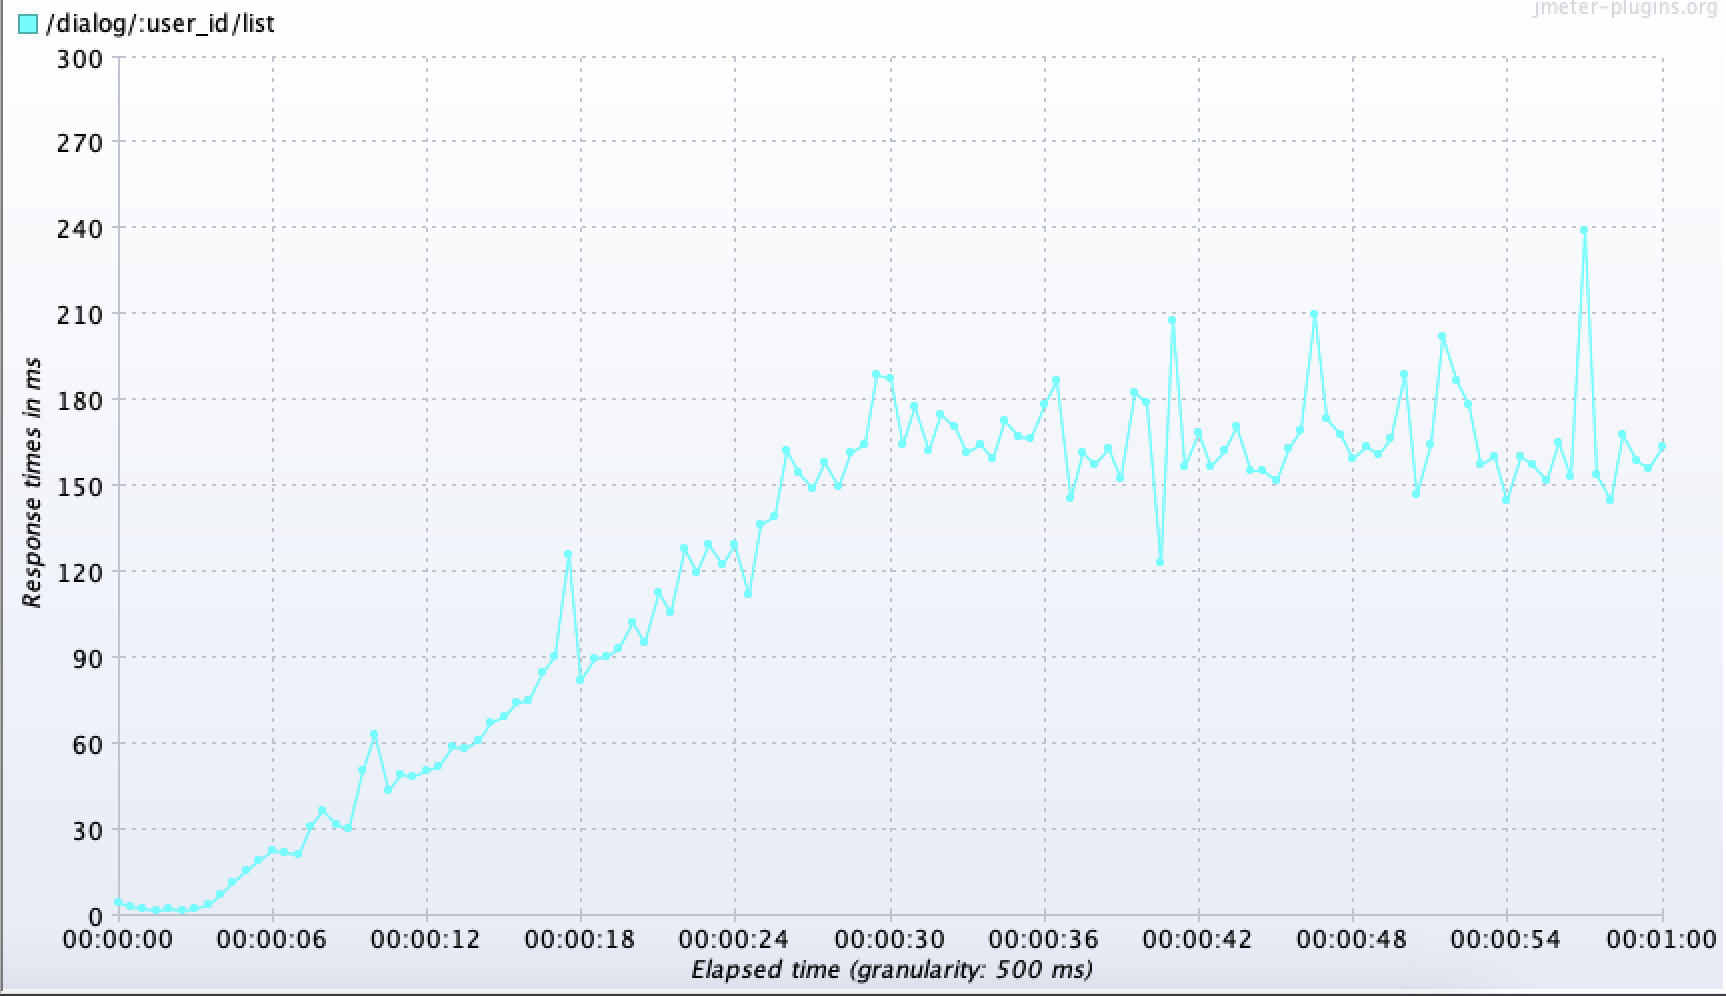 jmeter-plugins.org
/dialog/:user_id/list
300
270
240
210
180
150
120
90
60
30
0
Response times in ms
00:00:00 00:00:06 00:00:12 00:00:18 00:00:24 00:00:30 00:00:36 00:00:42 00:00:48 00:00:54 00:01:00
Elapsed time (granularity: 500 ms)